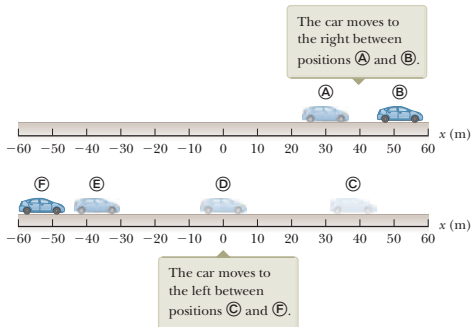 The car moves to
the right between
positions Ⓐ and Ⓑ.
Ⓐ Ⓑ
x (m)
−60 −50 −40 −30 −20 −10 0 10 20 30 40 50 60
Ⓕ Ⓔ Ⓓ Ⓒ
x (m)
−60 −50 −40 −30 −20 −10 0 10 20 30 40 50 60
The car moves to
the left between
positions Ⓒ and Ⓕ.